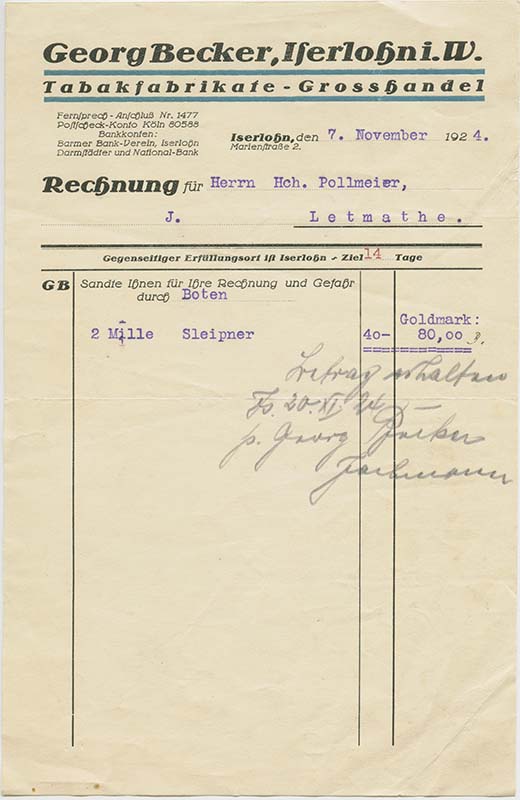 Georg Becker, Iserlohn i. W.
Tabakfabrikate - Grosshandel
Fernsprech-Anschluß Nr. 1477
Postscheck-Konto Köln 80588
Bankkonten:
Barmer Bank-Verein, Iserlohn
Darmstädter und National-Bank
Iserlohn, den 7. November 1924.
Marienstraße 2.
Rechnung für Herrn Hch. Pollmeier,
J. Letmathe.
Gegenseitiger Erfüllungsort ist Iserlohn - Ziel 14 Tage
GB Sandte Ihnen für Ihre Rechnung und Gefahr
durch Boten
Goldmark:
2 Mille Sleipner 40- 80,00
Betrag erhalten
20. XI. 24
p. Georg Becker